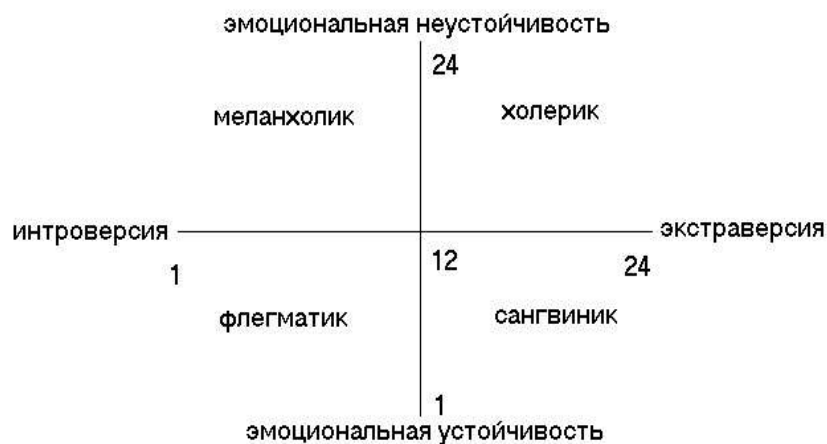 эмоциональная неустойчивость
24
меланхолик
холерик
интроверсия
экстраверсия
1
12
24
флегматик
сангвиник
1
эмоциональная устойчивость